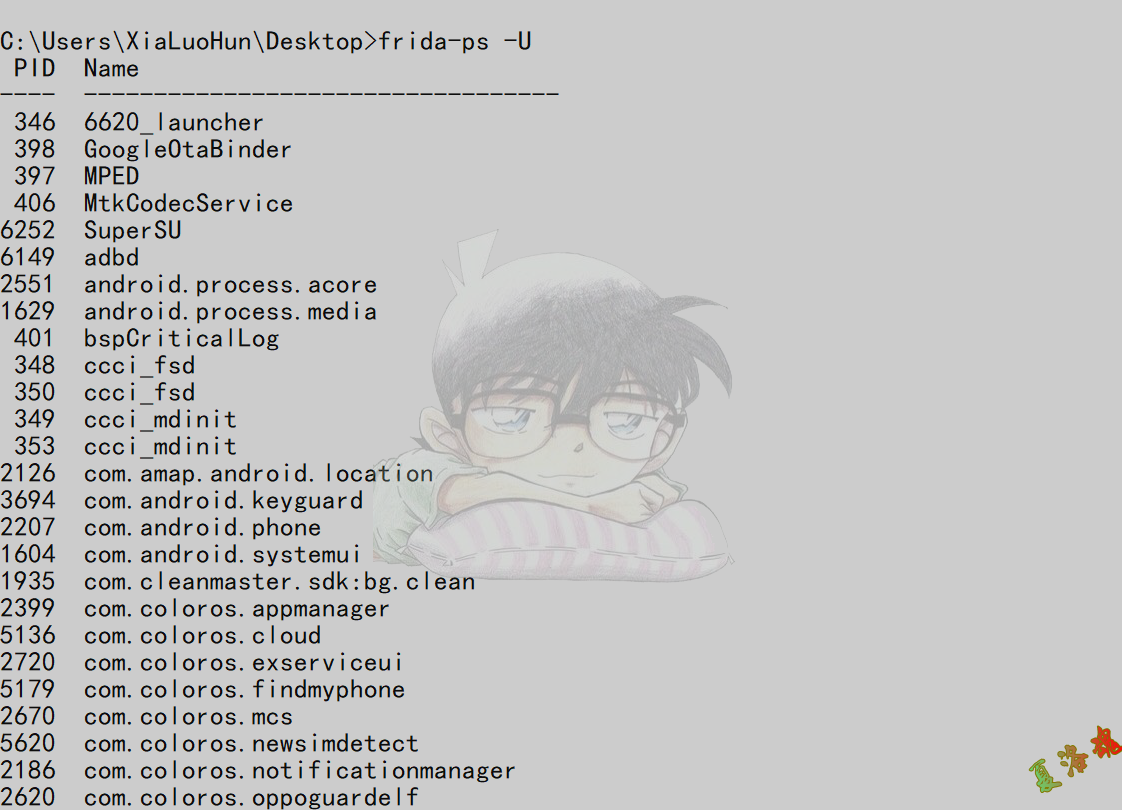 C:\Users\XiaLuoHun\Desktop>frida-ps -U
 PID  Name
----  ----------------------------------
 346  6620_launcher
 398  GoogleOtaBinder
 397  MPED
 406  MtkCodecService
6252  SuperSU
6149  adbd
2551  android.process.acore
1629  android.process.media
 401  bspCriticalLog
 348  ccci_fsd
 350  ccci_fsd
 349  ccci_mdinit
 353  ccci_mdinit
2126  com.amap.android.location
3694  com.android.keyguard
2207  com.android.phone
1604  com.android.systemui
1935  com.cleanmaster.sdk:bg.clean
2399  com.coloros.appmanager
5136  com.coloros.cloud
2720  com.coloros.exserviceui
5179  com.coloros.findmyphone
2670  com.coloros.mcs
5620  com.coloros.newsimdetect
2186  com.coloros.notificationmanager
2620  com.coloros.oppoguardelf